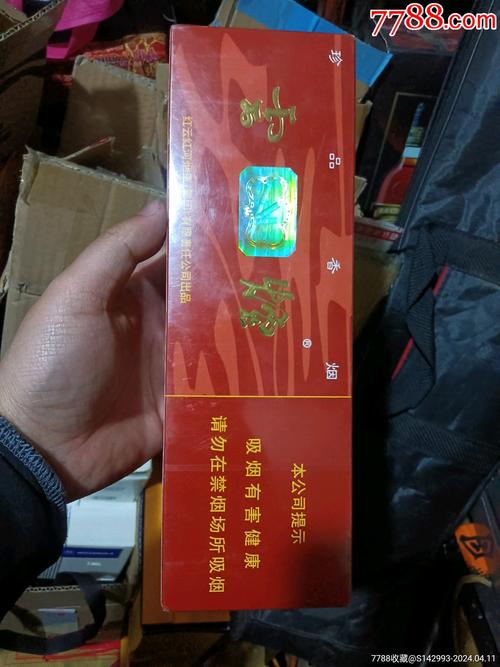 7788.com
珍品香烟
云烟®
红云红河烟草(集团)有限责任公司出品
本公司提示
吸烟有害健康
请勿在禁烟场所吸烟
7788收藏@S142993-2024.04.11